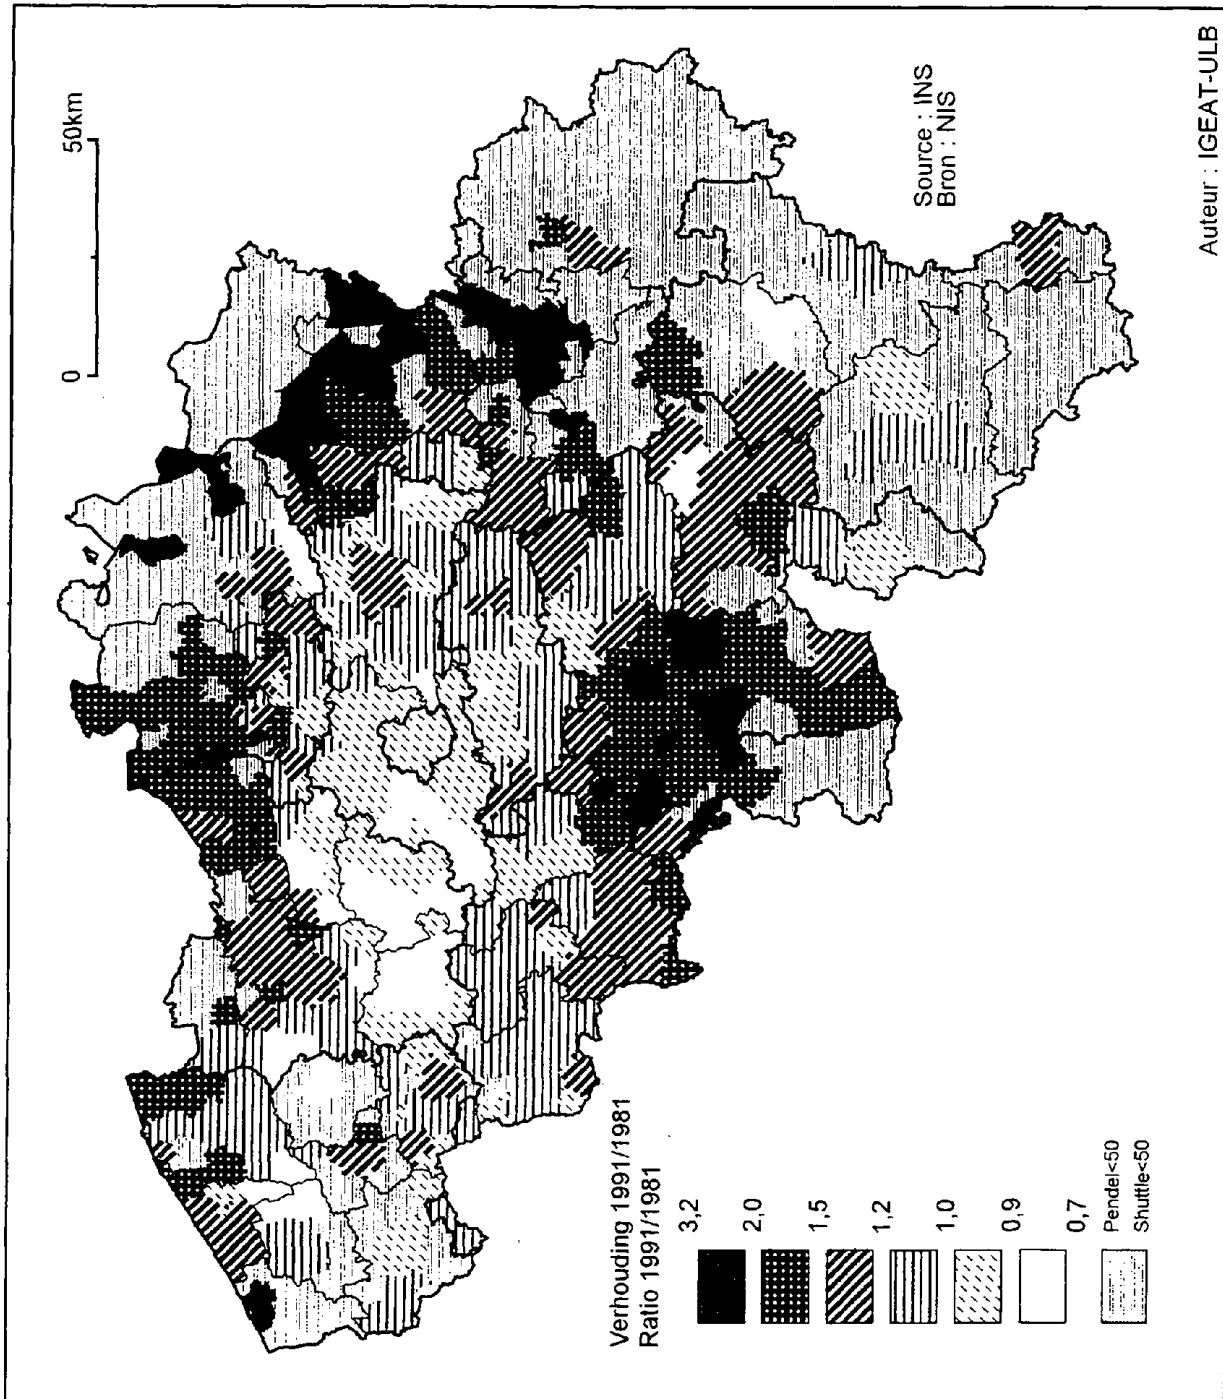 0 50km
Source : INS
Bron : NIS
Auteur : IGEAT-ULB
Verhouding 1991/1981
Ratio 1991/1981
3,2
2,0
1,5
1,2
1,0
0,9
0,7
Pendel<50
Shuttle<50